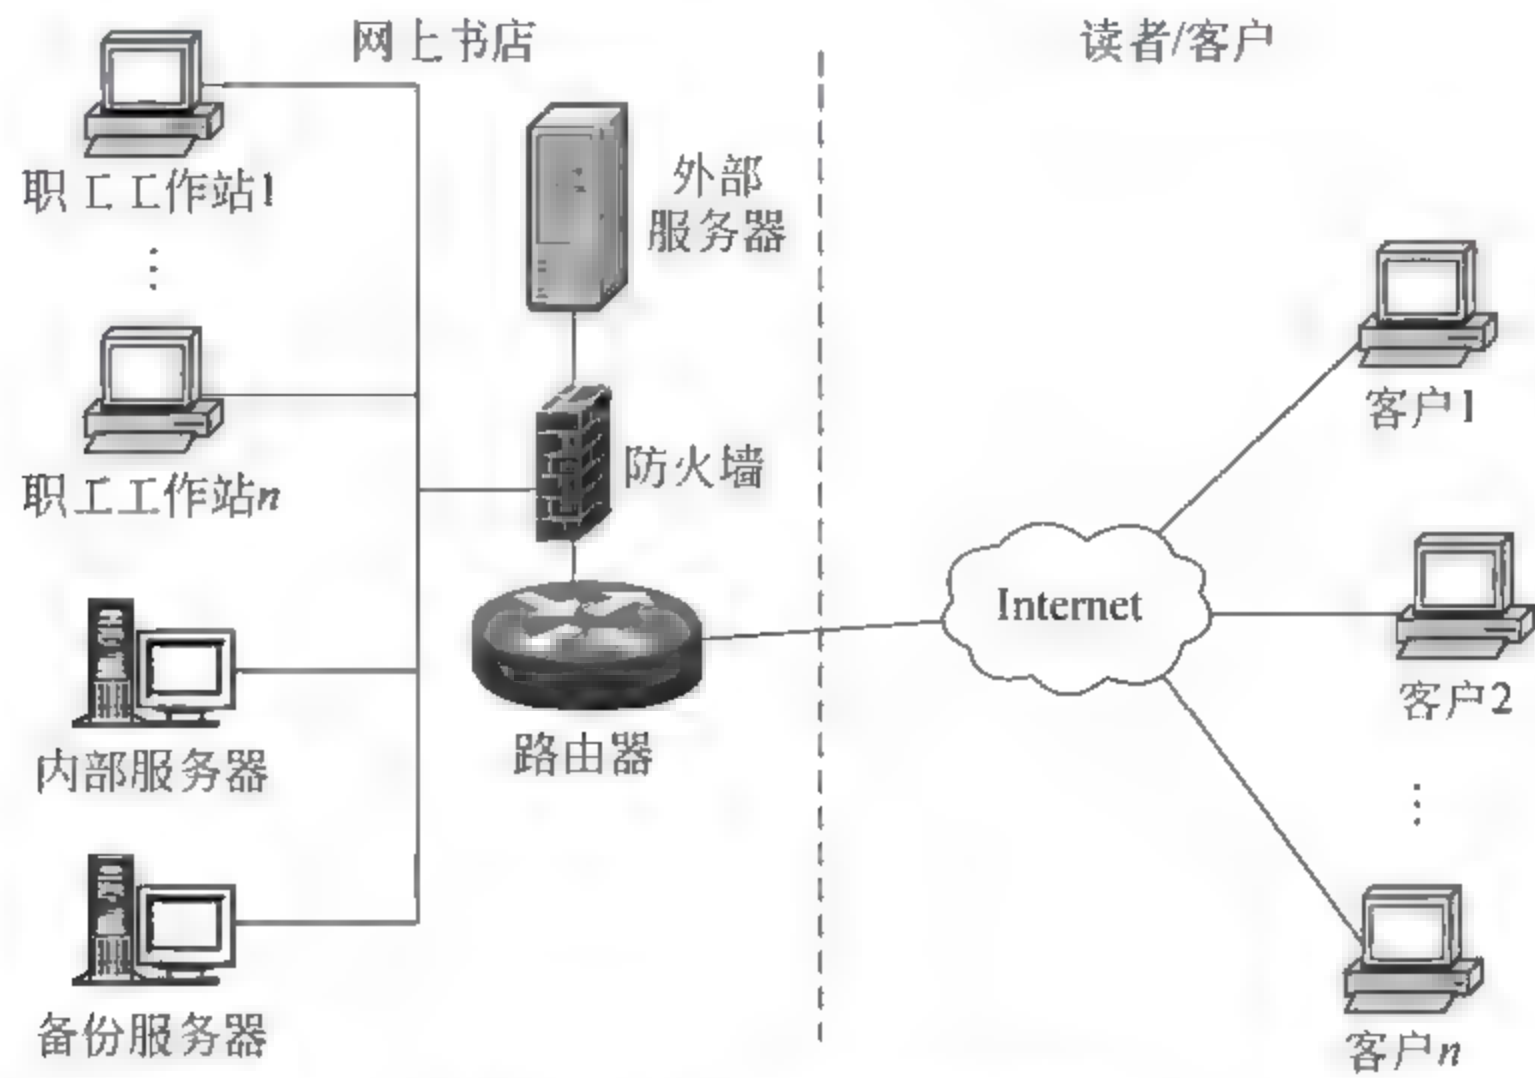 网上书店
读者/客户
职工工作站1
外部
服务器
客户1
防火墙
职工工作站n
Internet
客户2
路由器
内部服务器
备份服务器
客户n